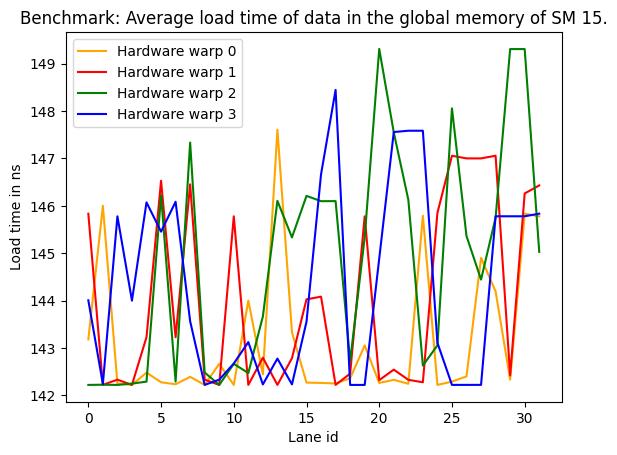 Benchmark: Average load time of data in the global memory of SM 15.
Hardware warp 0
Hardware warp 1
Hardware warp 2
Hardware warp 3
Load time in ns
149
148
147
146
145
144
143
142
0 5 10 15 20 25 30
Lane id